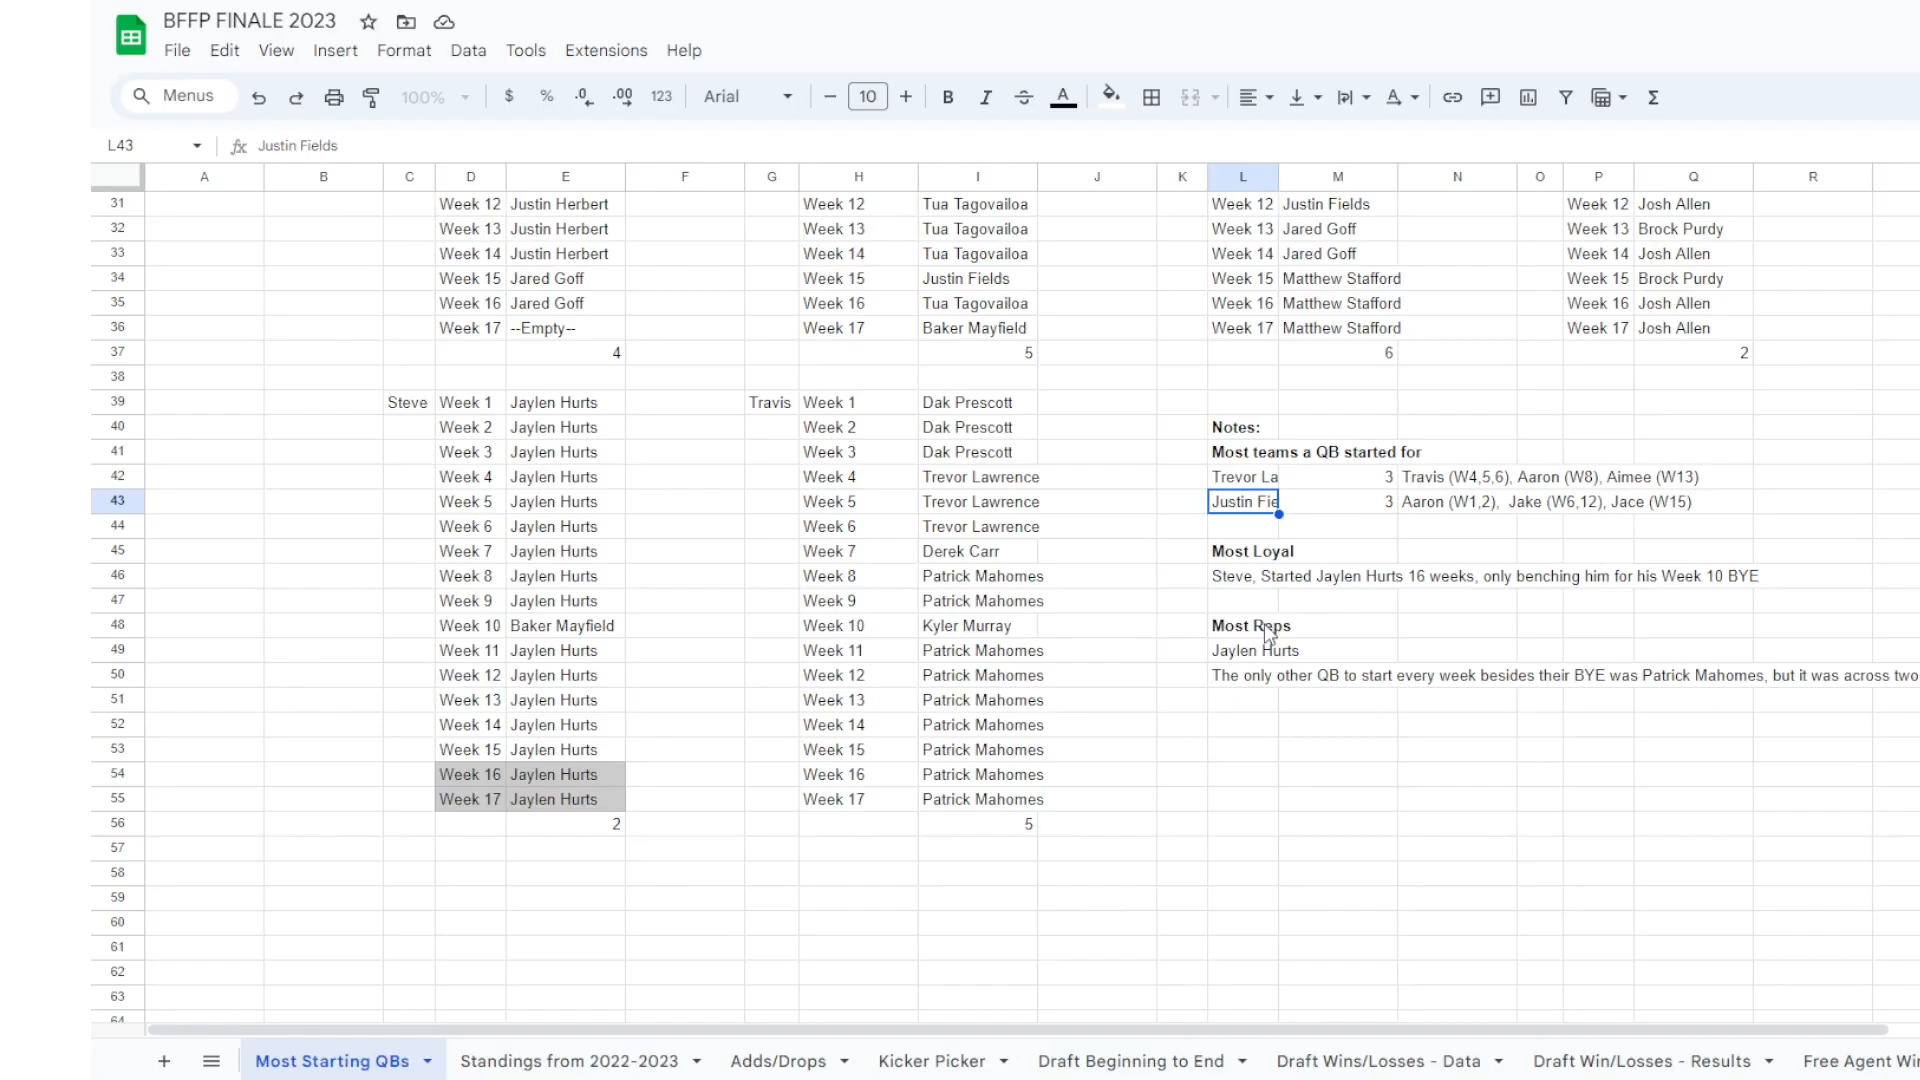 BFFP FINALE 2023
File Edit View Insert Format Data Tools Extensions Help
Menus 100% $ % .0 .00 123 Arial 10 B I A Σ
L43 fx Justin Fields
A B C D E F G H I J K L M N O P Q R
31 Week 12 Justin Herbert Week 12 Tua Tagovailoa Week 12 Justin Fields Week 12 Josh Allen
32 Week 13 Justin Herbert Week 13 Tua Tagovailoa Week 13 Jared Goff Week 13 Brock Purdy
33 Week 14 Justin Herbert Week 14 Tua Tagovailoa Week 14 Jared Goff Week 14 Josh Allen
34 Week 15 Jared Goff Week 15 Justin Fields Week 15 Matthew Stafford Week 15 Brock Purdy
35 Week 16 Jared Goff Week 16 Tua Tagovailoa Week 16 Matthew Stafford Week 16 Josh Allen
36 Week 17 --Empty-- Week 17 Baker Mayfield Week 17 Matthew Stafford Week 17 Josh Allen
37 4 5 6 2
38
39 Steve Week 1 Jaylen Hurts Travis Week 1 Dak Prescott
40 Week 2 Jaylen Hurts Week 2 Dak Prescott Notes:
41 Week 3 Jaylen Hurts Week 3 Dak Prescott Most teams a QB started for
42 Week 4 Jaylen Hurts Week 4 Trevor Lawrence Trevor La 3 Travis (W4,5,6), Aaron (W8), Aimee (W13)
43 Week 5 Jaylen Hurts Week 5 Trevor Lawrence Justin Fie 3 Aaron (W1,2), Jake (W6,12), Jace (W15)
44 Week 6 Jaylen Hurts Week 6 Trevor Lawrence
45 Week 7 Jaylen Hurts Week 7 Derek Carr Most Loyal
46 Week 8 Jaylen Hurts Week 8 Patrick Mahomes Steve, Started Jaylen Hurts 16 weeks, only benching him for his Week 10 BYE
47 Week 9 Jaylen Hurts Week 9 Patrick Mahomes
48 Week 10 Baker Mayfield Week 10 Kyler Murray Most Reps
49 Week 11 Jaylen Hurts Week 11 Patrick Mahomes Jaylen Hurts
50 Week 12 Jaylen Hurts Week 12 Patrick Mahomes The only other QB to start every week besides their BYE was Patrick Mahomes, but it was across two
51 Week 13 Jaylen Hurts Week 13 Patrick Mahomes
52 Week 14 Jaylen Hurts Week 14 Patrick Mahomes
53 Week 15 Jaylen Hurts Week 15 Patrick Mahomes
54 Week 16 Jaylen Hurts Week 16 Patrick Mahomes
55 Week 17 Jaylen Hurts Week 17 Patrick Mahomes
56 2 5
57
58
59
60
61
62
63
64
Most Starting QBs Standings from 2022-2023 Adds/Drops Kicker Picker Draft Beginning to End Draft Wins/Losses - Data Draft Win/Losses - Results Free Agent Wi